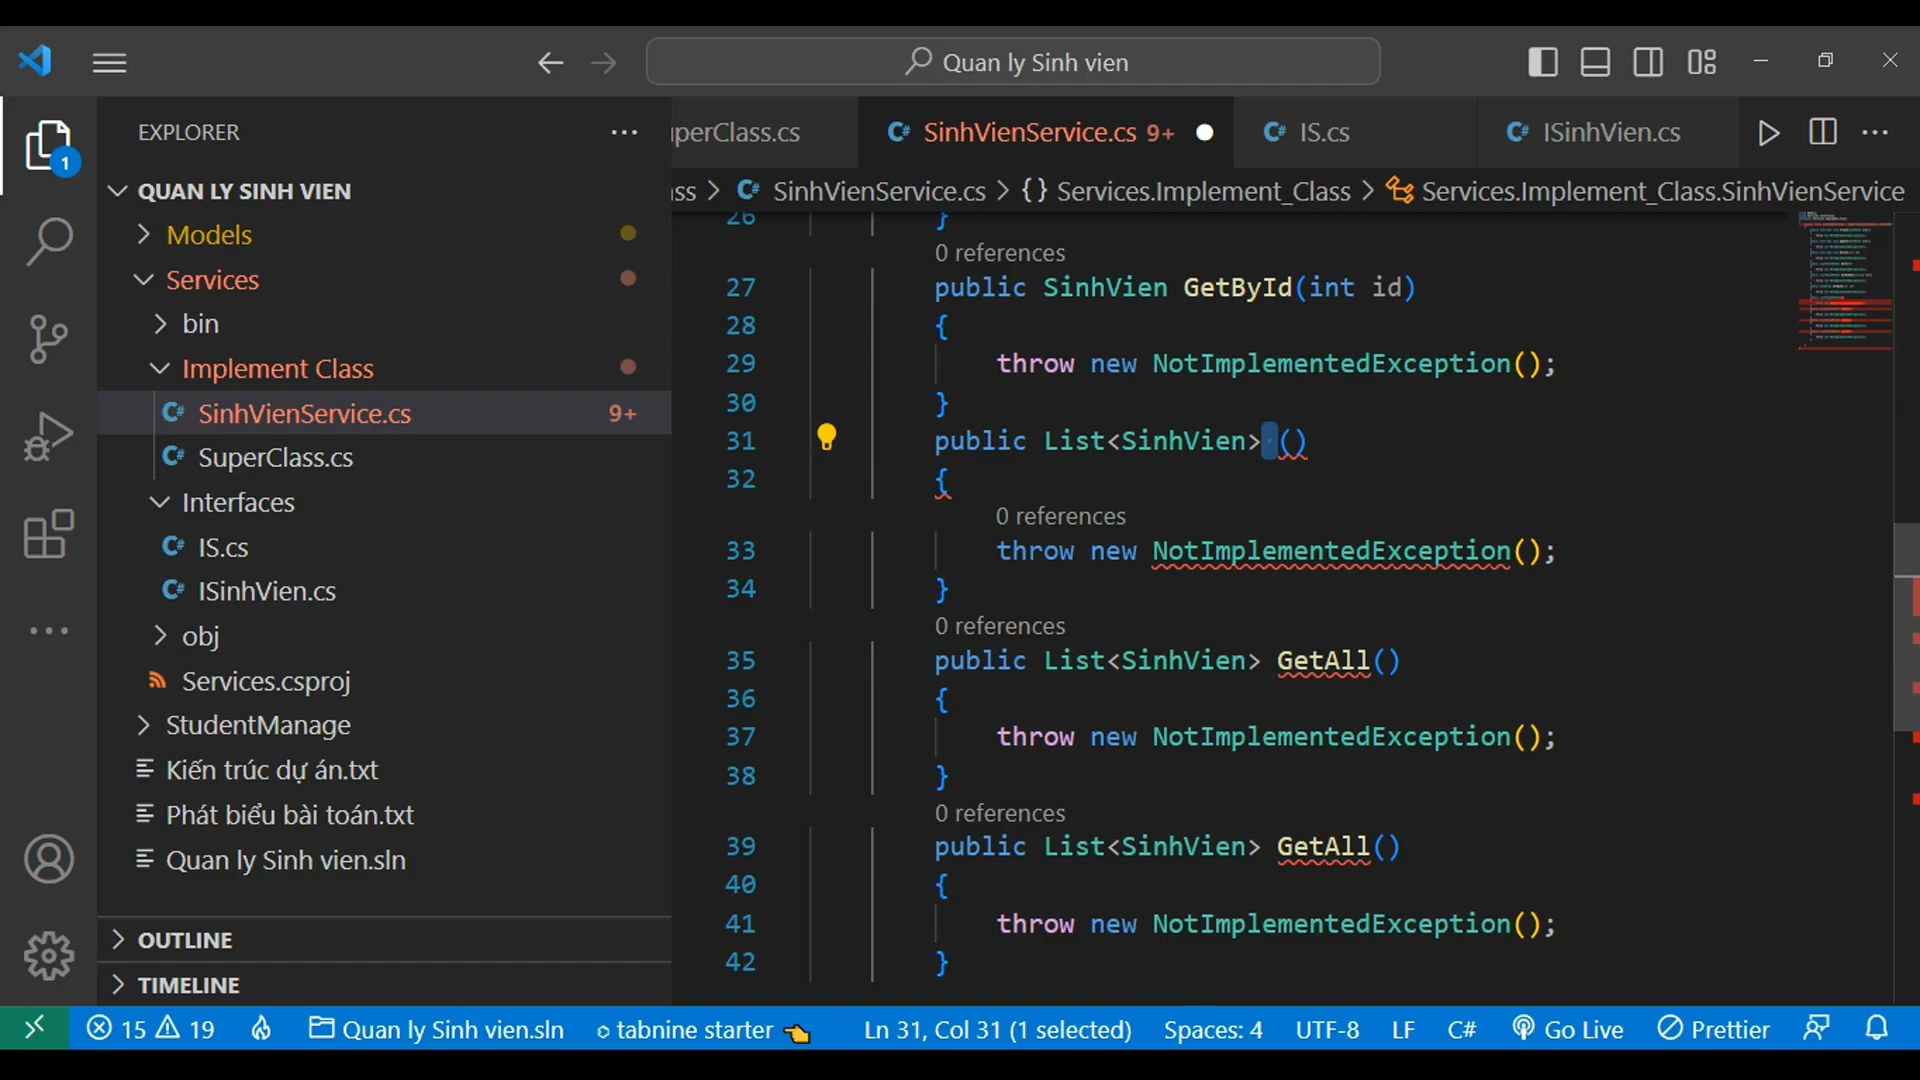 Quan ly Sinh vien
EXPLORER
perClass.cs
SinhVienService.cs 9+
IS.cs
ISinhVien.cs
QUAN LY SINH VIEN
Models
Services
bin
Implement Class
SinhVienService.cs 9+
SuperClass.cs
Interfaces
IS.cs
ISinhVien.cs
obj
Services.csproj
StudentManage
Kiến trúc dự án.txt
Phát biểu bài toán.txt
Quan ly Sinh vien.sln
OUTLINE
TIMELINE
1
ss > SinhVienService.cs > {} Services.Implement_Class > Services.Implement_Class.SinhVienService
26 }
0 references
27 public SinhVien GetById(int id)
28 {
29 throw new NotImplementedException();
30 }
31 public List<SinhVien> ()
32 {
0 references
33 throw new NotImplementedException();
34 }
0 references
35 public List<SinhVien> GetAll()
36 {
37 throw new NotImplementedException();
38 }
0 references
39 public List<SinhVien> GetAll()
40 {
41 throw new NotImplementedException();
42 }
15 19 Quan ly Sinh vien.sln tabnine starter Ln 31, Col 31 (1 selected) Spaces: 4 UTF-8 LF C# Go Live Prettier